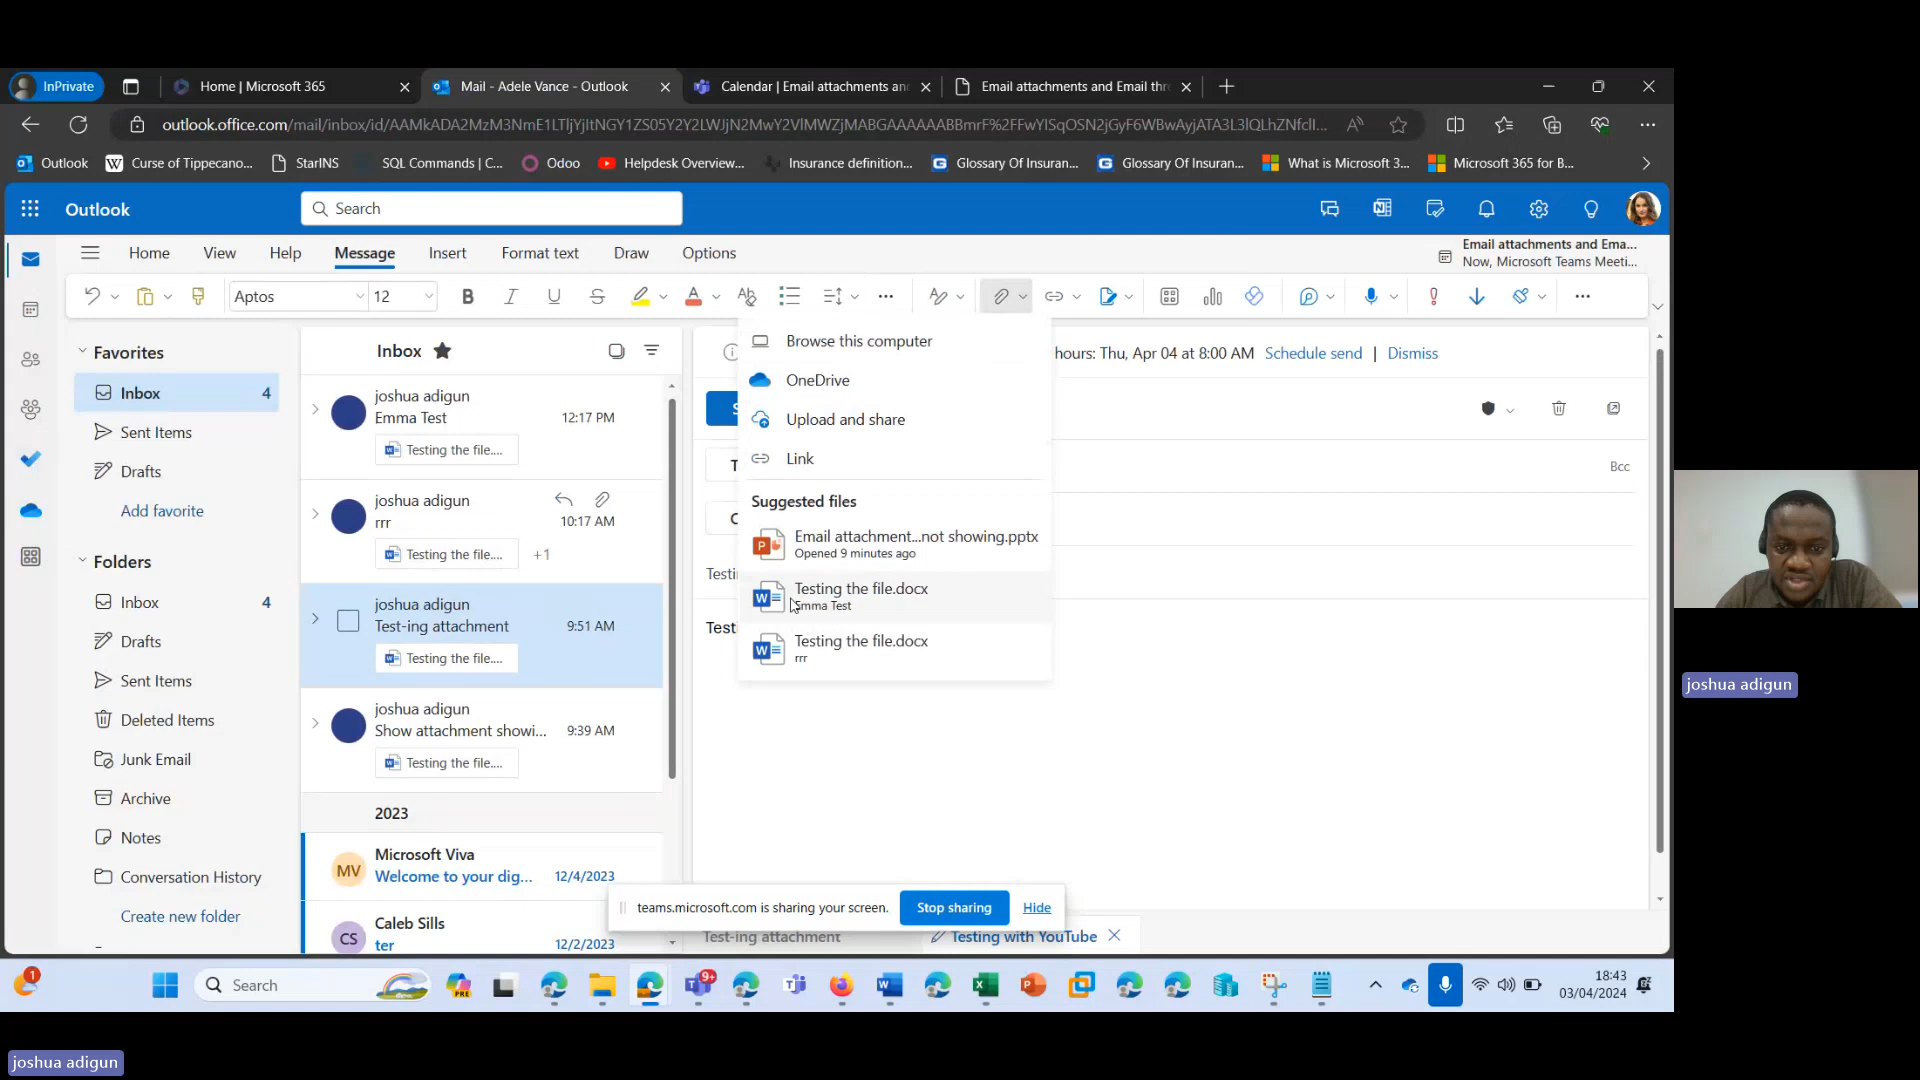 InPrivate
Home | Microsoft 365
Mail - Adele Vance - Outlook
Calendar | Email attachments an
Email attachments and Email thre
outlook.office.com/mail/inbox/id/
Outlook
Curse of Tippecano...
StarINS
SQL Commands | C...
Odoo
Helpdesk Overview...
Insurance definition...
Glossary Of Insuran...
Glossary Of Insuran...
What is Microsoft 3...
Microsoft 365 for B...
Outlook
Search
Home
View
Help
Message
Insert
Format text
Draw
Options
Email attachments and Ema...
Now, Microsoft Teams Meeti...
Aptos
12
Favorites
Inbox
4
Sent Items
Drafts
Add favorite
Folders
Inbox
4
Drafts
Sent Items
Deleted Items
Junk Email
Archive
Notes
Conversation History
Create new folder
Inbox
joshua adigun
Emma Test
12:17 PM
Testing the file....
joshua adigun
rrr
10:17 AM
Testing the file....
+1
joshua adigun
Test-ing attachment
9:51 AM
Testing the file....
joshua adigun
Show attachment showi...
9:39 AM
Testing the file....
2023
MV
Microsoft Viva
Welcome to your dig...
12/4/2023
CS
Caleb Sills
ter
12/2/2023
Browse this computer
OneDrive
Upload and share
Link
Suggested files
Email attachment...not showing.pptx
Opened 9 minutes ago
Testing the file.docx
Emma Test
Testing the file.docx
rrr
hours: Thu, Apr 04 at 8:00 AM
Schedule send | Dismiss
Bcc
Testi
Testi
teams.microsoft.com is sharing your screen.
Stop sharing
Hide
Test-ing attachment
Testing with YouTube
1
Search
PRE
9+
18:43
03/04/2024
joshua adigun
joshua adigun